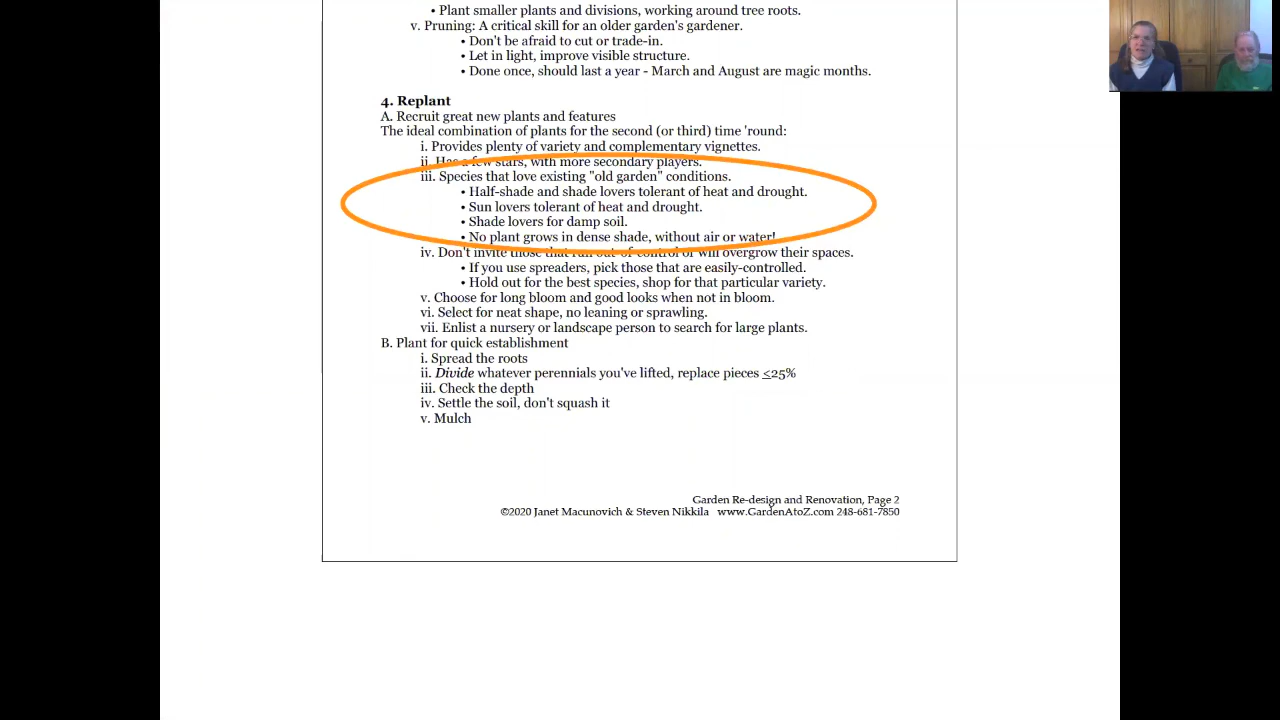 • Plant smaller plants and divisions, working around tree roots.
v. Pruning: A critical skill for an older garden's gardener.
• Don't be afraid to cut or trade-in.
• Let in light, improve visible structure.
• Done once, should last a year - March and August are magic months.
4. Replant
A. Recruit great new plants and features
The ideal combination of plants for the second (or third) time 'round:
i. Provides plenty of variety and complementary vignettes.
ii. Has a few stars, with more secondary players.
iii. Species that love existing "old garden" conditions.
• Half-shade and shade lovers tolerant of heat and drought.
• Sun lovers tolerant of heat and drought.
• Shade lovers for damp soil.
• No plant grows in dense shade, without air or water!
iv. Don't invite those that run out-of-control or will overgrow their spaces.
• If you use spreaders, pick those that are easily-controlled.
• Hold out for the best species, shop for that particular variety.
v. Choose for long bloom and good looks when not in bloom.
vi. Select for neat shape, no leaning or sprawling.
vii. Enlist a nursery or landscape person to search for large plants.
B. Plant for quick establishment
i. Spread the roots
ii. Divide whatever perennials you've lifted, replace pieces ≤25%
iii. Check the depth
iv. Settle the soil, don't squash it
v. Mulch
Garden Re-design and Renovation, Page 2
©2020 Janet Macunovich & Steven Nikkila www.GardenAtoZ.com 248-681-7850